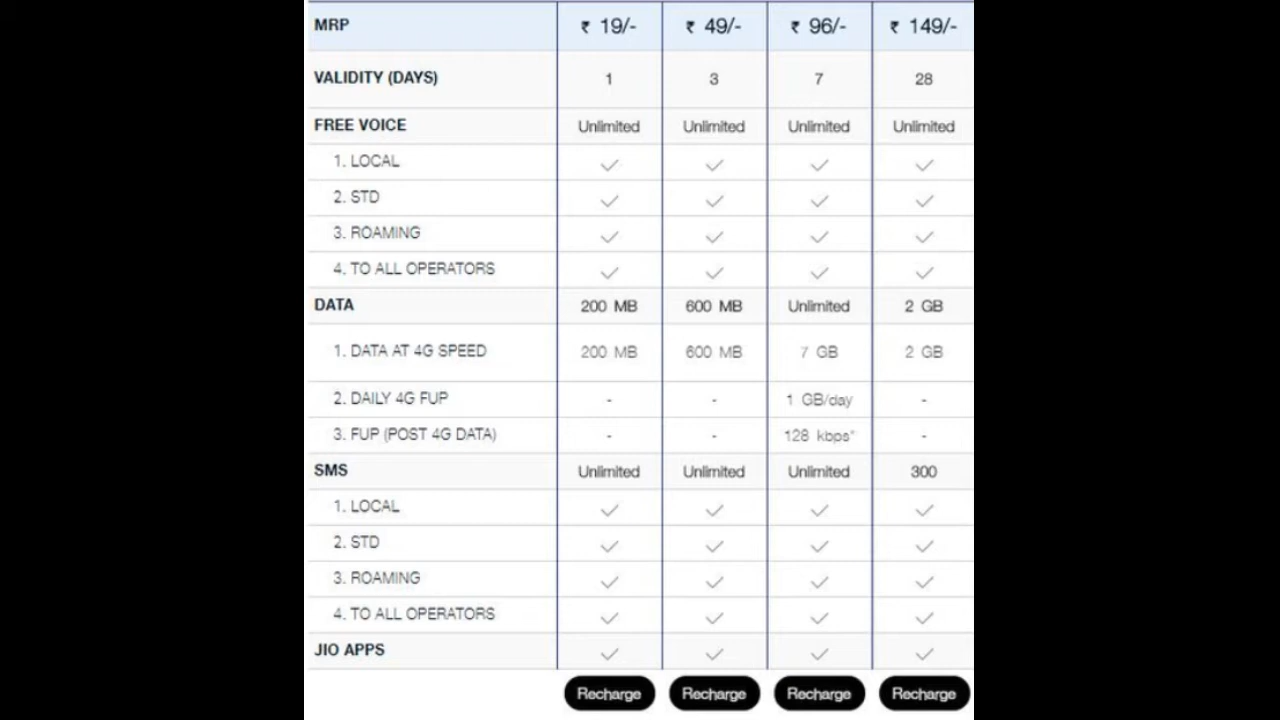 MRP ₹ 19/- ₹ 49/- ₹ 96/- ₹ 149/-
VALIDITY (DAYS) 1 3 7 28
FREE VOICE Unlimited Unlimited Unlimited Unlimited
1. LOCAL ✓ ✓ ✓ ✓
2. STD ✓ ✓ ✓ ✓
3. ROAMING ✓ ✓ ✓ ✓
4. TO ALL OPERATORS ✓ ✓ ✓ ✓
DATA 200 MB 600 MB Unlimited 2 GB
1. DATA AT 4G SPEED 200 MB 600 MB 7 GB 2 GB
2. DAILY 4G FUP - - 1 GB/day -
3. FUP (POST 4G DATA) - - 128 kbps* -
SMS Unlimited Unlimited Unlimited 300
1. LOCAL ✓ ✓ ✓ ✓
2. STD ✓ ✓ ✓ ✓
3. ROAMING ✓ ✓ ✓ ✓
4. TO ALL OPERATORS ✓ ✓ ✓ ✓
JIO APPS ✓ ✓ ✓ ✓
Recharge Recharge Recharge Recharge